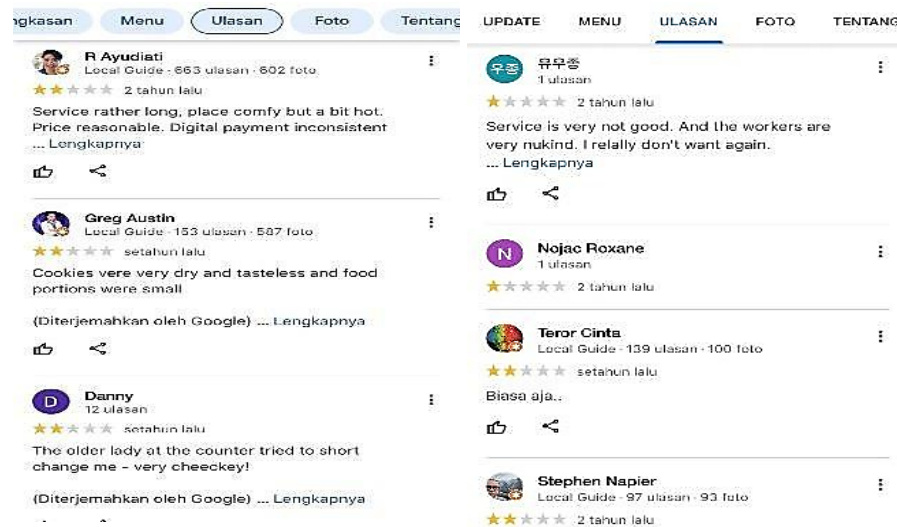 ngkasan Menu Ulasan Foto Tentang
R Ayudiati
Local Guide · 663 ulasan · 602 foto
2 tahun lalu
Service rather long, place comfy but a bit hot.
Price reasonable. Digital payment inconsistent
... Lengkapnya
Greg Austin
Local Guide · 153 ulasan · 587 foto
setahun lalu
Cookies vere very dry and tasteless and food
portions were small
(Diterjemahkan oleh Google) ... Lengkapnya
D
Danny
12 ulasan
setahun lalu
The older lady at the counter tried to short
change me – very cheeckey!
(Diterjemahkan oleh Google) ... Lengkapnya
UPDATE MENU ULASAN FOTO TENTANG
우종
뮤우종
1 ulasan
2 tahun lalu
Service is very not good. And the workers are
very nukind. I relally don't want again.
... Lengkapnya
N
Nojac Roxane
1 ulasan
2 tahun lalu
Teror Cinta
Local Guide · 139 ulasan · 100 foto
setahun lalu
Biasa aja..
Stephen Napier
Local Guide · 97 ulasan · 93 foto
2 tahun lalu